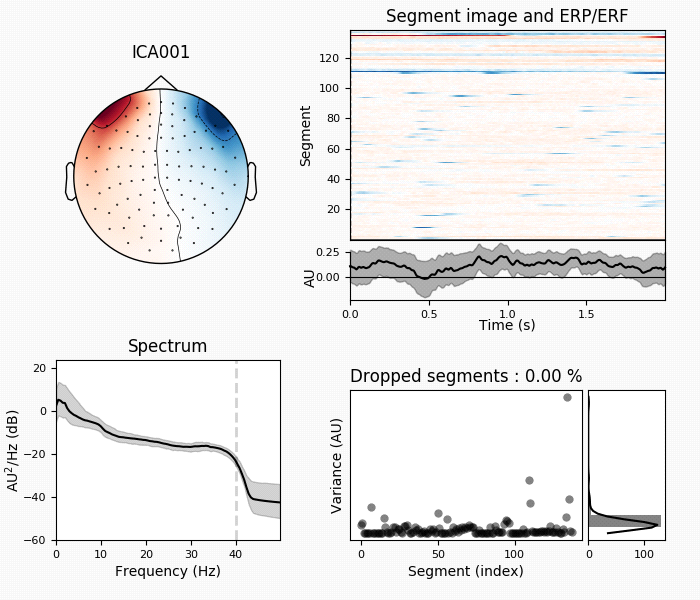 ICA001
Segment image and ERP/ERF
Segment
120
100
80
60
40
20
AU
0.25
0.00
0.0
0.5
1.0
1.5
Time (s)
Spectrum
AU²/Hz (dB)
20
0
−20
−40
−60
0
10
20
30
40
Frequency (Hz)
Dropped segments : 0.00 %
Variance (AU)
0
50
100
Segment (index)
0
100